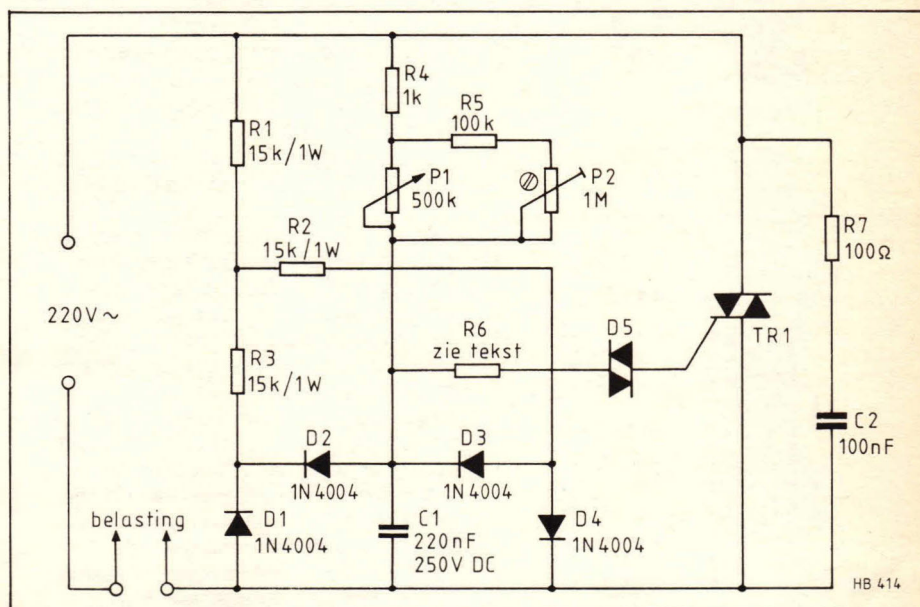 R4
1k
R5
100k
R1
15k/1W
P1
500k
P2
1M
R2
15k/1W
R7
100Ω
220V~
R6
zie tekst
D5
TR1
R3
15k/1W
D2
1N4004
D3
1N4004
C2
100nF
belasting
D1
1N4004
C1
220nF
250V DC
D4
1N4004
HB 414